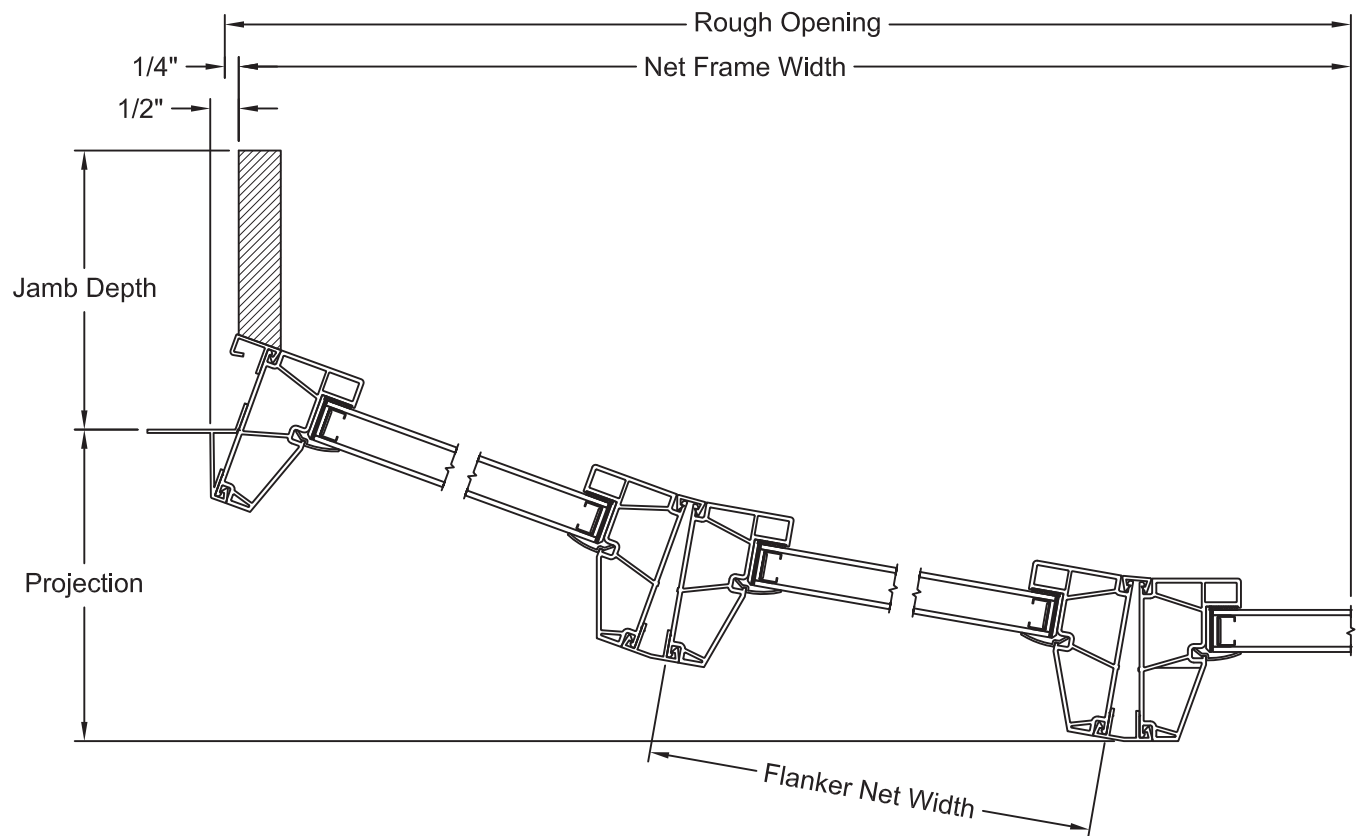 Rough Opening
1/4"
Net Frame Width
1/2"
Jamb Depth
Projection
Flanker Net Width